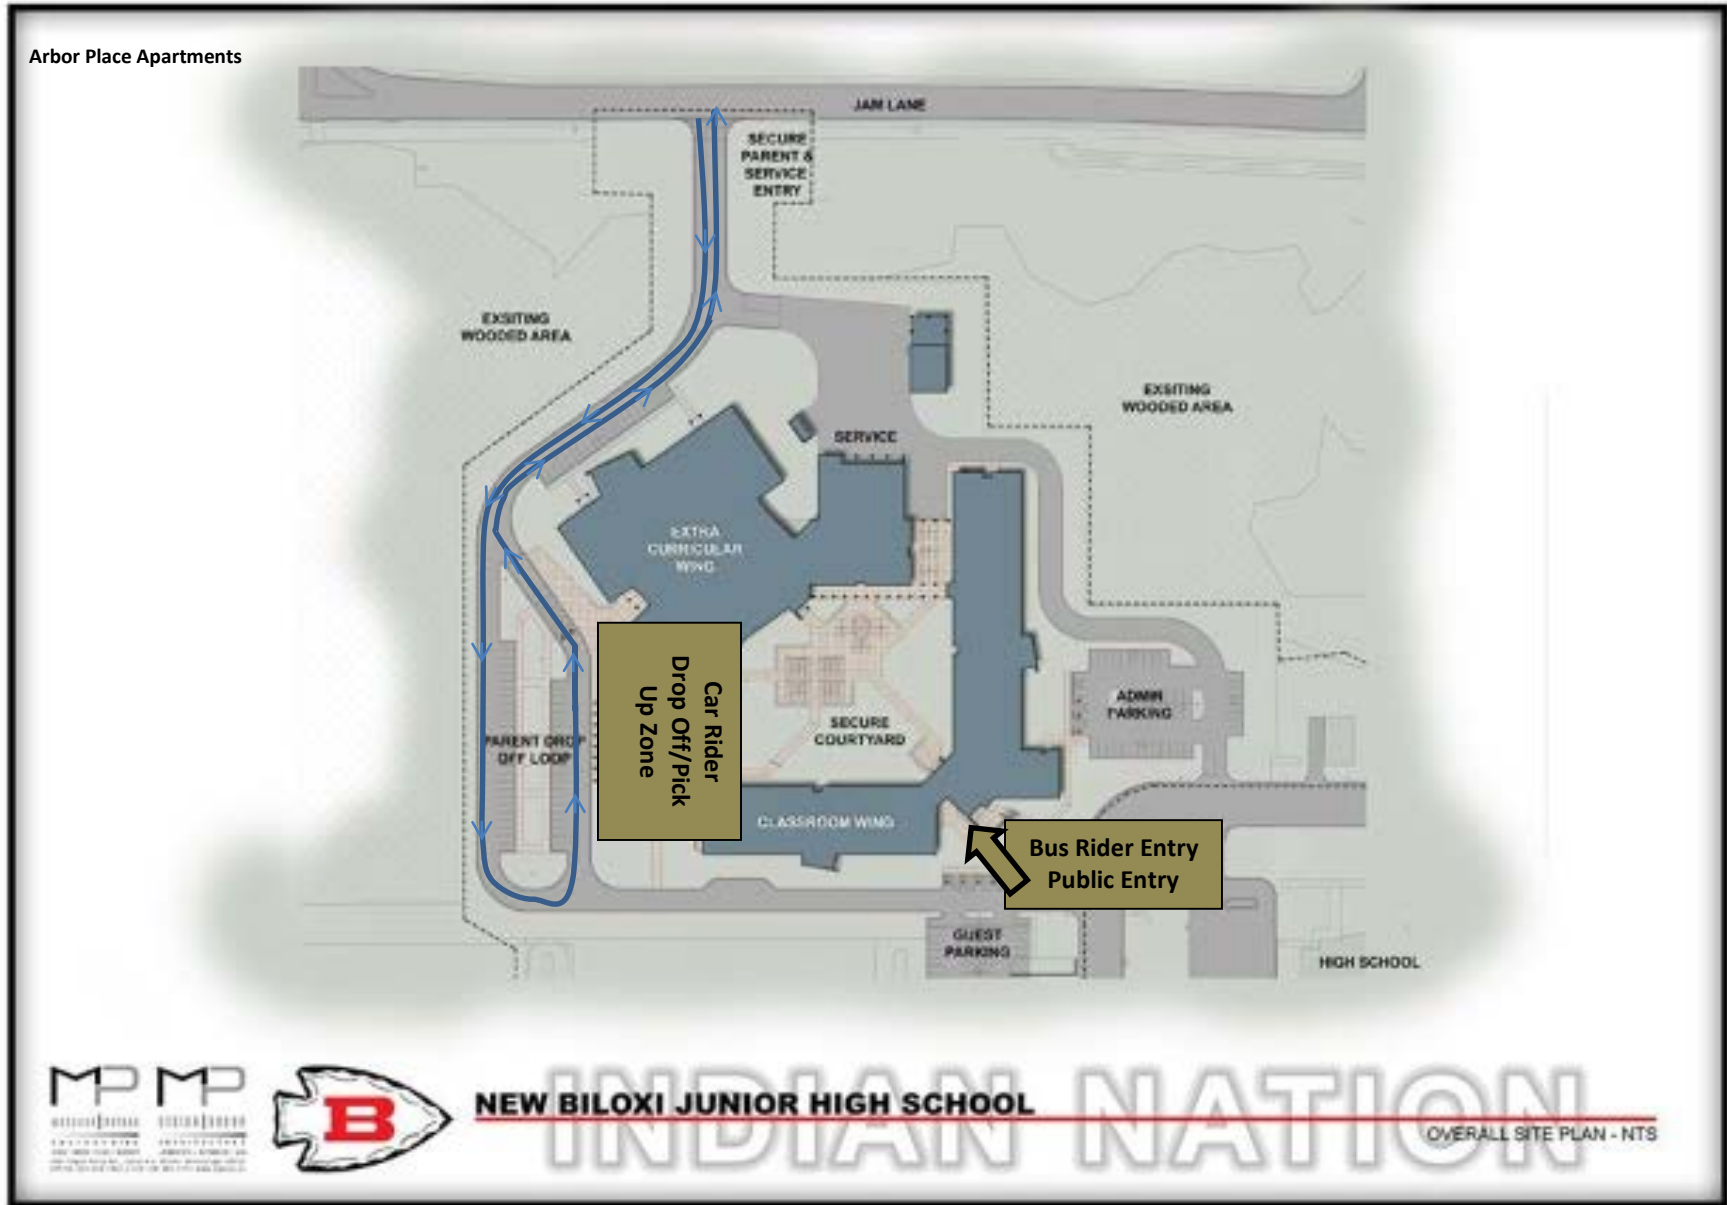 Arbor Place Apartments
JAM LANE
SECURE
PARENT &
SERVICE
ENTRY
EXSITING
WOODED AREA
EXSITING
WOODED AREA
SERVICE
EXTRA
CURRICULAR
WING
Car Rider
Drop Off/Pick
Up Zone
ADMIN
PARKING
SECURE
COURTYARD
PARENT DROP
OFF LOOP
CLASSROOM WING
Bus Rider Entry
Public Entry
GUEST
PARKING
HIGH SCHOOL
MP MP
B
INDIAN NATION
NEW BILOXI JUNIOR HIGH SCHOOL
OVERALL SITE PLAN - NTS